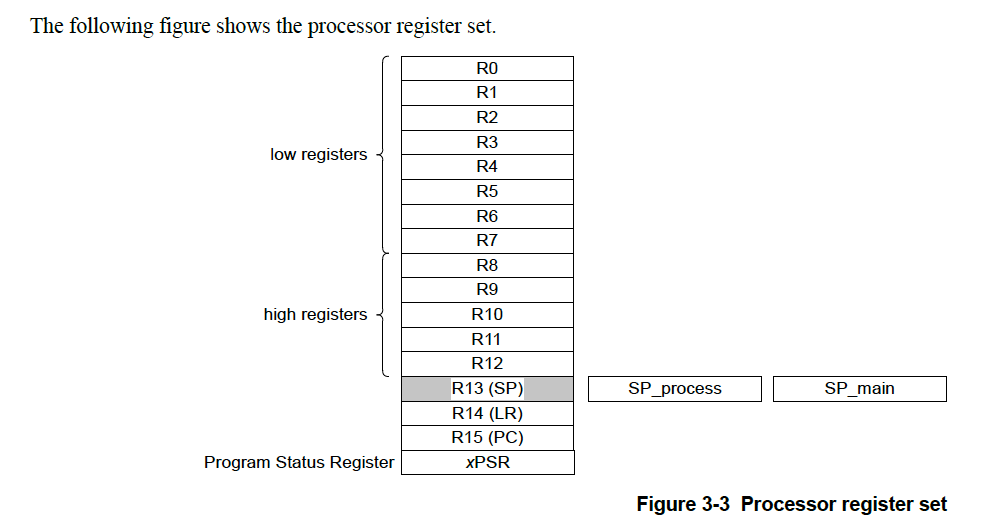 The following figure shows the processor register set.
R0
R1
R2
R3
low registers
R4
R5
R6
R7
R8
R9
high registers
R10
R11
R12
R13 (SP) SP_process SP_main
R14 (LR)
R15 (PC)
Program Status Register xPSR
Figure 3-3 Processor register set